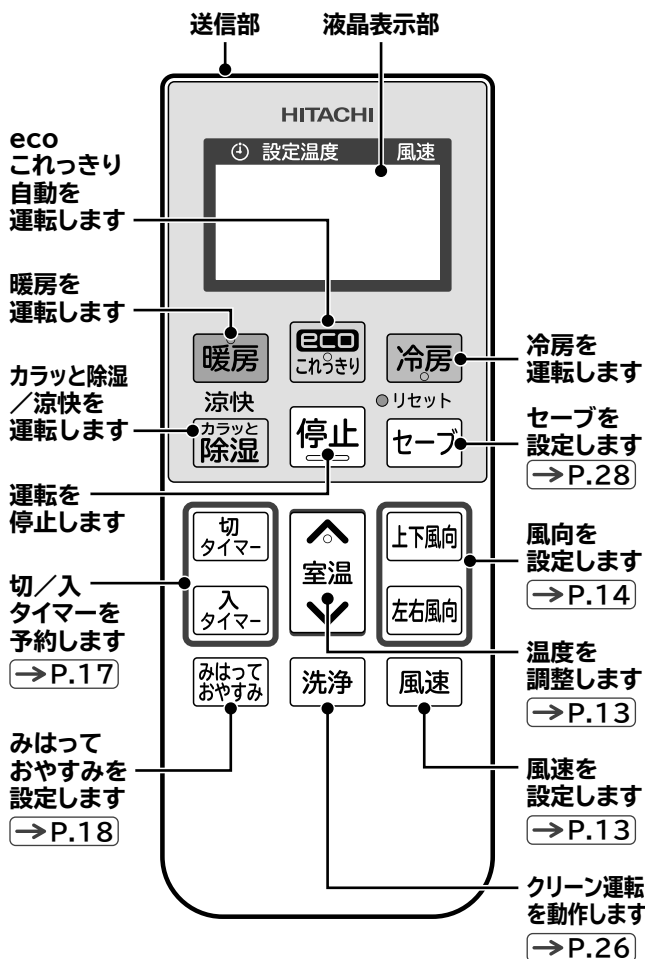 送信部
液晶表示部
HITACHI
設定温度 風速
eco
これっきり
自動を
運転します
暖房を
運転します
カラッと除湿
／涼快を
運転します
運転を
停止します
切／入
タイマーを
予約します
→P.17
みはって
おやすみを
設定します
→P.18
暖房
eco
これっきり
冷房
涼快
リセット
カラッと
除湿
停止
セーブ
切
タイマー
入
タイマー
室温
上下風向
左右風向
みはって
おやすみ
洗浄
風速
冷房を
運転します
セーブを
設定します
→P.28
風向を
設定します
→P.14
温度を
調整します
→P.13
風速を
設定します
→P.13
クリーン運転
を動作します
→P.26